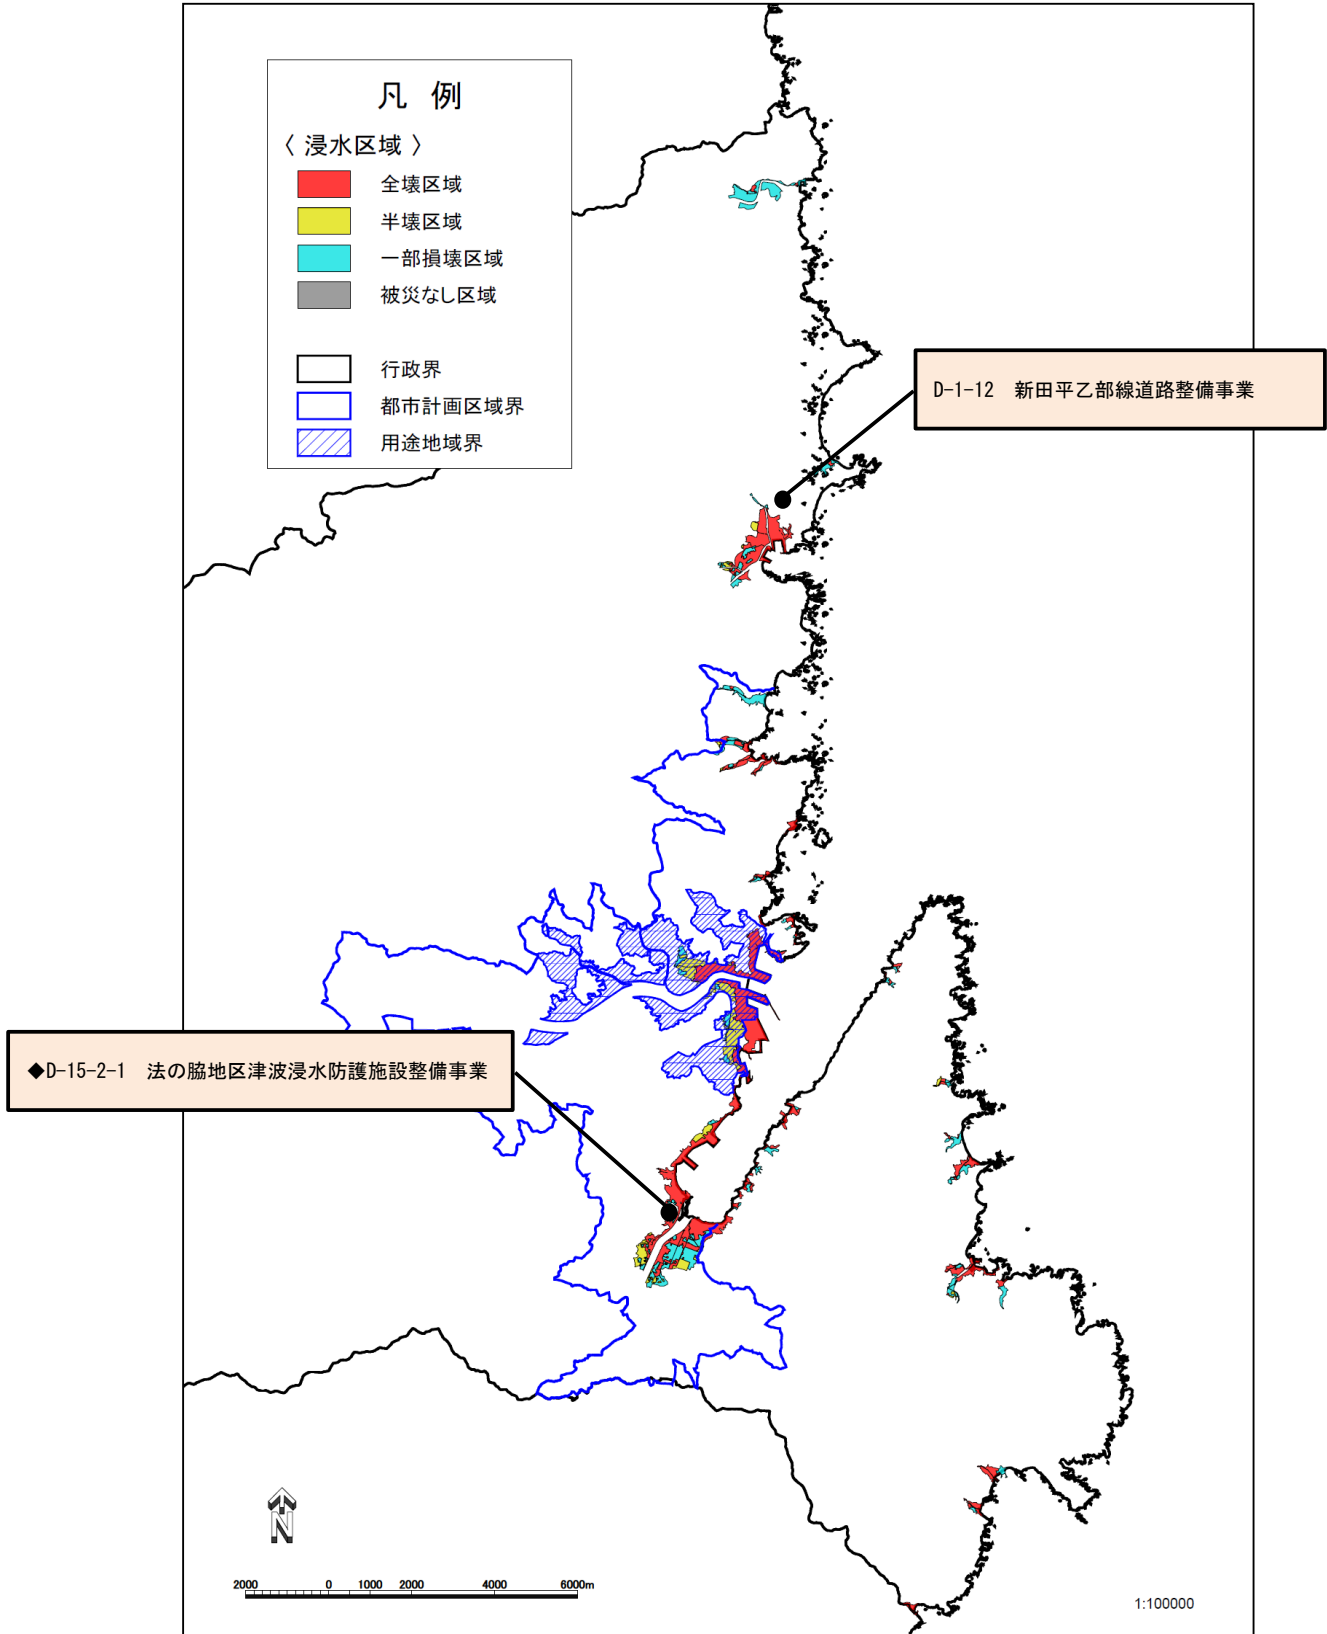 凡 例
〈 浸水区域 〉
全壊区域
半壊区域
一部損壊区域
被災なし区域
行政界
都市計画区域界
用途地域界
D-1-12　新田平乙部線道路整備事業
◆D-15-2-1　法の脇地区津波浸水防護施設整備事業
N
2000 0 1000 2000 4000 6000m
1:100000